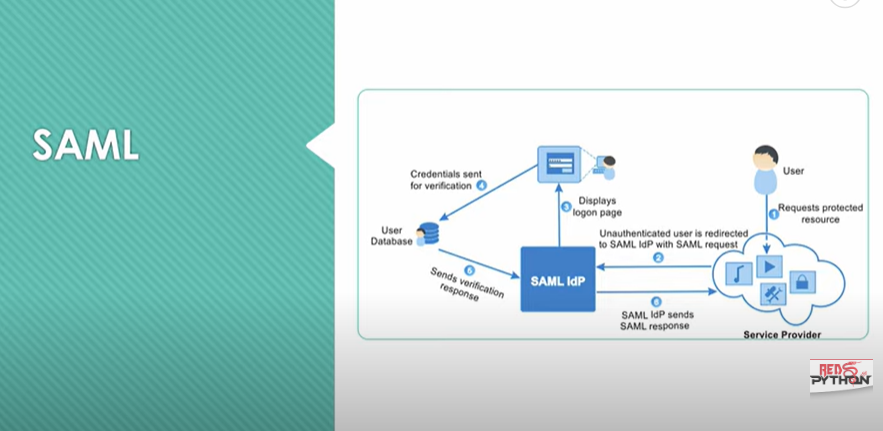 SAML
User
1
Requests protected
resource
Unauthenticated user is redirected
to SAML IdP with SAML request
2
3
Displays
logon page
Credentials sent
for verification 4
User
Database
5
Sends verification
response
SAML IdP
6
SAML IdP sends
SAML response
Service Provider
RED
PYTHON